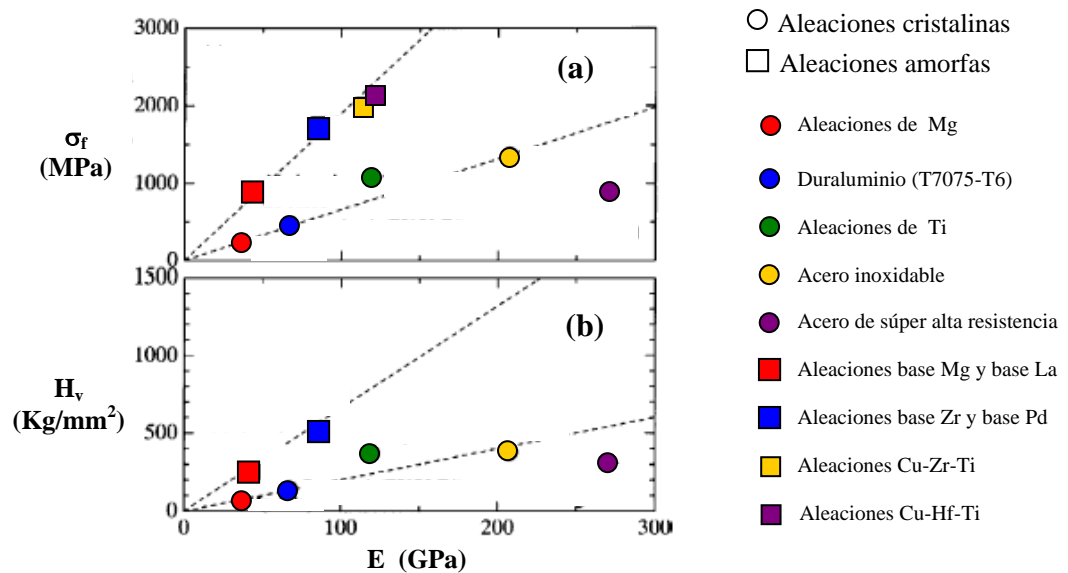 3000
2000
1000
0
σf
(MPa)
(a)
1500
1000
500
0
Hv
(Kg/mm2)
(b)
0
100
200
300
E (GPa)
Aleaciones cristalinas
Aleaciones amorfas
Aleaciones de Mg
Duraluminio (T7075-T6)
Aleaciones de Ti
Acero inoxidable
Acero de súper alta resistencia
Aleaciones base Mg y base La
Aleaciones base Zr y base Pd
Aleaciones Cu-Zr-Ti
Aleaciones Cu-Hf-Ti